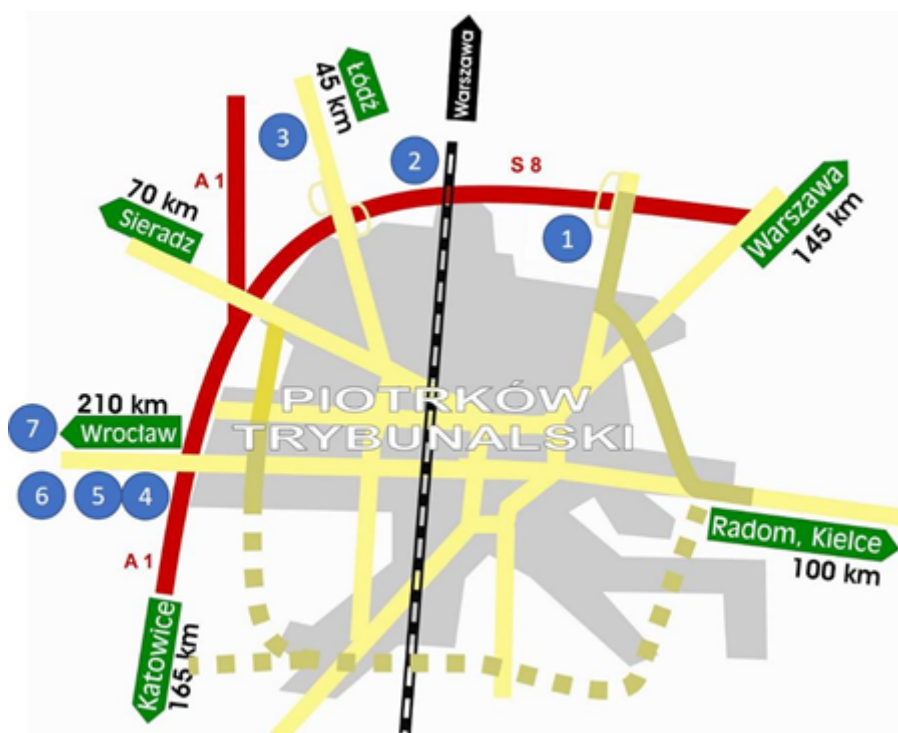 Warszawa
Łódź
45 km
3
2
S 8
A 1
70 km
Sieradz
1
Warszawa
145 km
PIOTRKÓW
TRYBUNALSKI
210 km
7
Wrocław
6
5
4
Radom, Kielce
100 km
A 1
Katowice
165 km